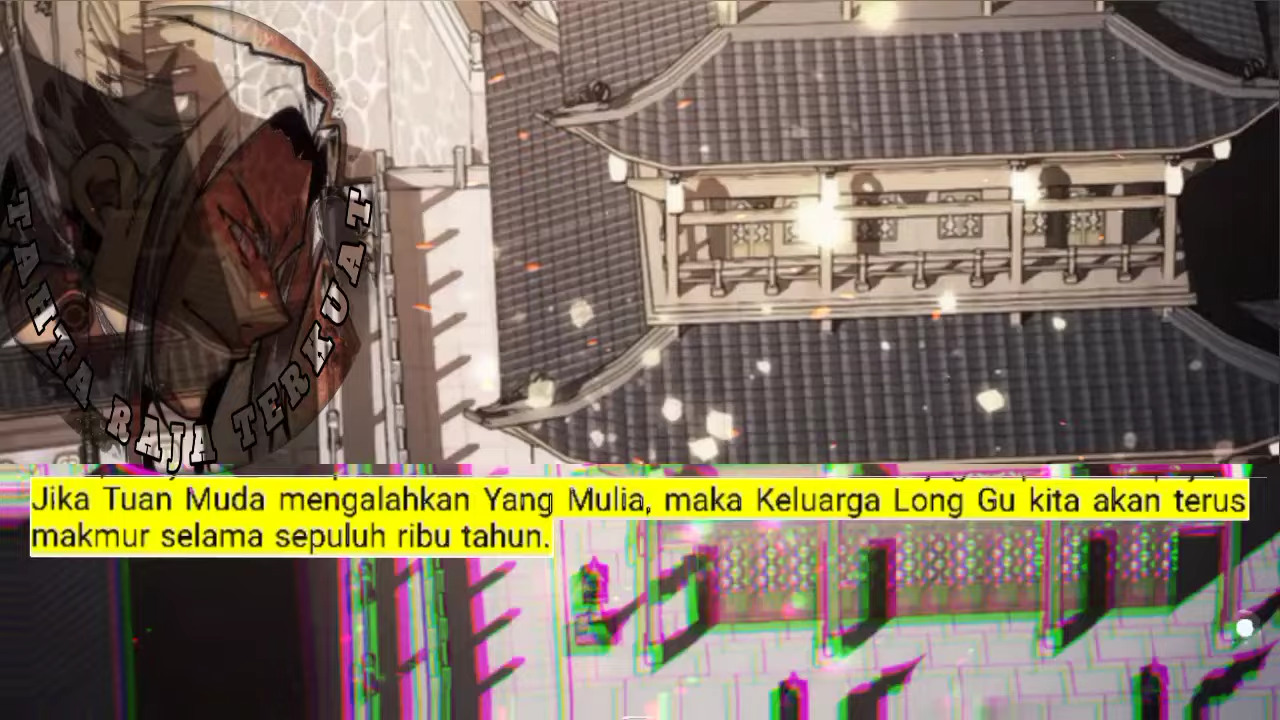 TAHTA RAJA TERKUAT
Jika Tuan Muda mengalahkan Yang Mulia, maka Keluarga Long Gu kita akan terus
makmur selama sepuluh ribu tahun.